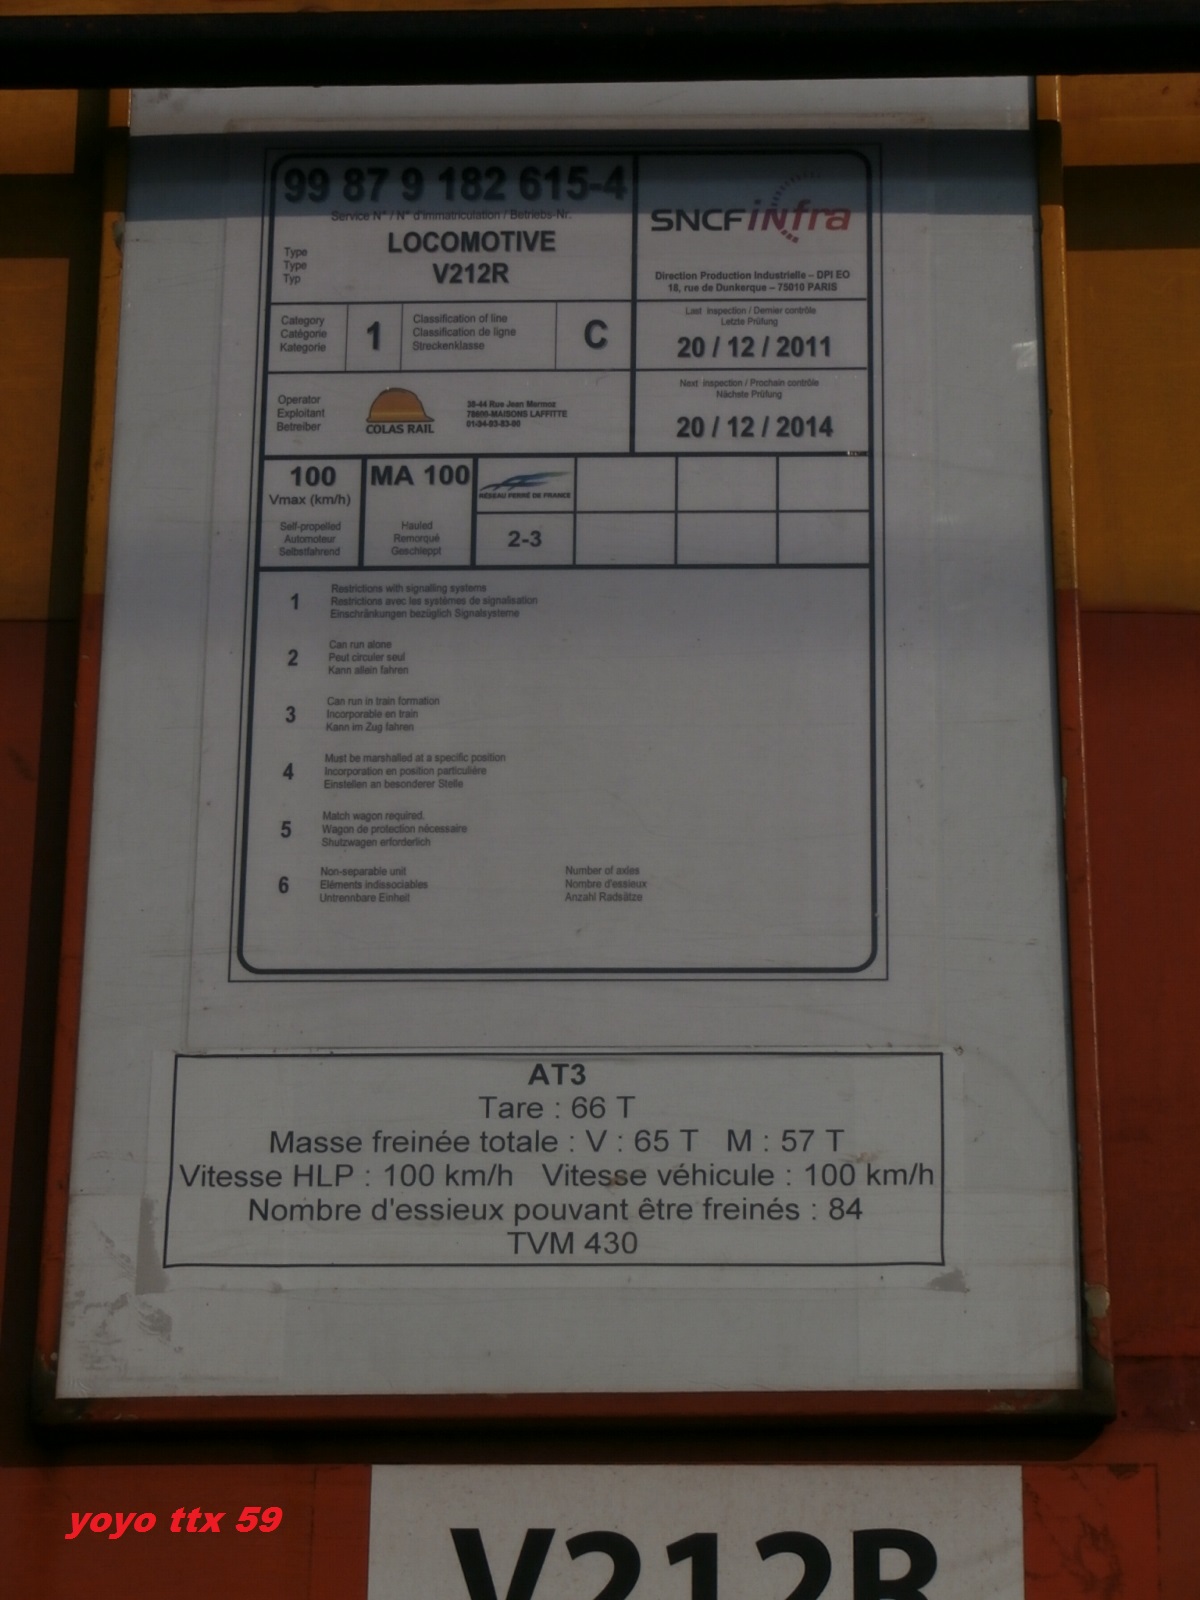 99 87 9 182 615-4
Service N° / N° d'immatriculation / Betriebs-Nr.
Type
Type
Typ
LOCOMOTIVE
V212R
SNCF iNfra
Direction Production Industrielle – DPI EO
18, rue de Dunkerque – 75010 PARIS
Category
Catégorie
Kategorie
1
Classification of line
Classification de ligne
Streckenklasse
C
Last inspection / Dernier contrôle
Letzte Prüfung
20 / 12 / 2011
Operator
Exploitant
Betreiber
COLAS RAIL
38-44 Rue Jean Mermoz
78600-MAISONS LAFFITTE
Next inspection / Prochain contrôle
Nächste Prüfung
20 / 12 / 2014
100
Vmax (km/h)
Self-propelled
Automoteur
Selbstfahrend
MA 100
Hauled
Remorqué
Geschleppt
RÉSEAU FERRÉ DE FRANCE
2-3
1
Restrictions with signalling systems
Restrictions avec les systèmes de signalisation
Einschränkungen bezüglich Signalsysteme
2
Can run alone
Peut circuler seul
Kann allein fahren
3
Can run in train formation
Incorporable en train
Kann im Zug fahren
4
Must be marshalled at a specific position
Incorporation en position particulière
Einstellen an besonderer Stelle
5
Match wagon required.
Wagon de protection nécessaire
Shutzwagen erforderlich
6
Non-separable unit
Eléments indissociables
Untrennbare Einheit
Number of axles
Nombre d'essieux
Anzahl Radsätze
AT3
Tare : 66 T
Masse freinée totale : V : 65 T M : 57 T
Vitesse HLP : 100 km/h Vitesse véhicule : 100 km/h
Nombre d'essieux pouvant être freinés : 84
TVM 430
yoyo ttx 59
V212R